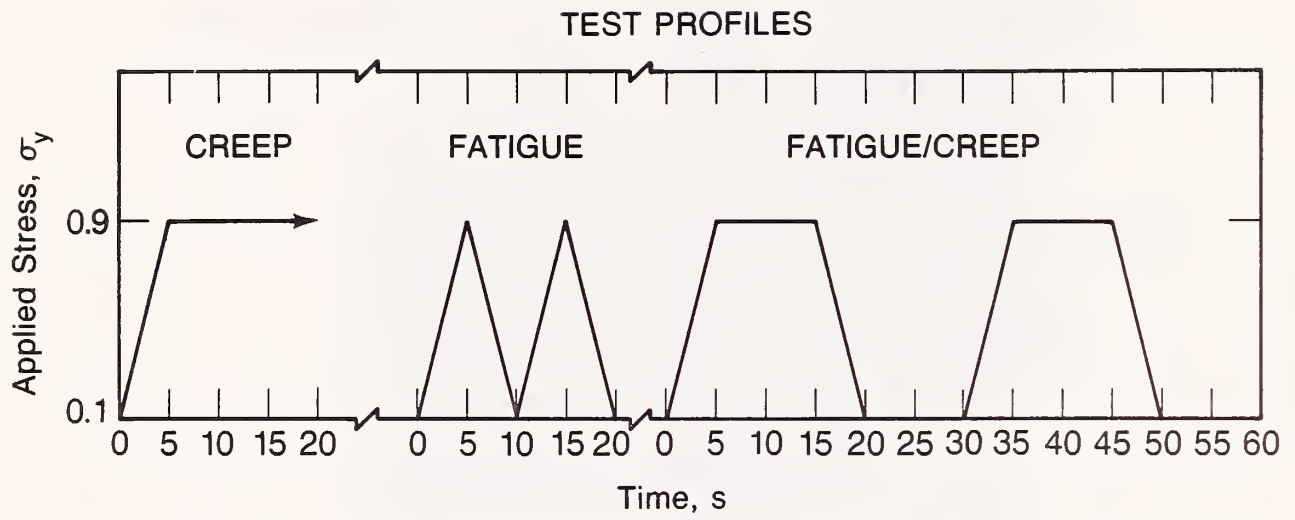 TEST PROFILES
CREEP
FATIGUE
FATIGUE/CREEP
Applied Stress, σy
0.9
0.1
0 5 10 15 20 0 5 10 15 20 0 5 10 15 20 25 30 35 40 45 50 55 60
Time, s